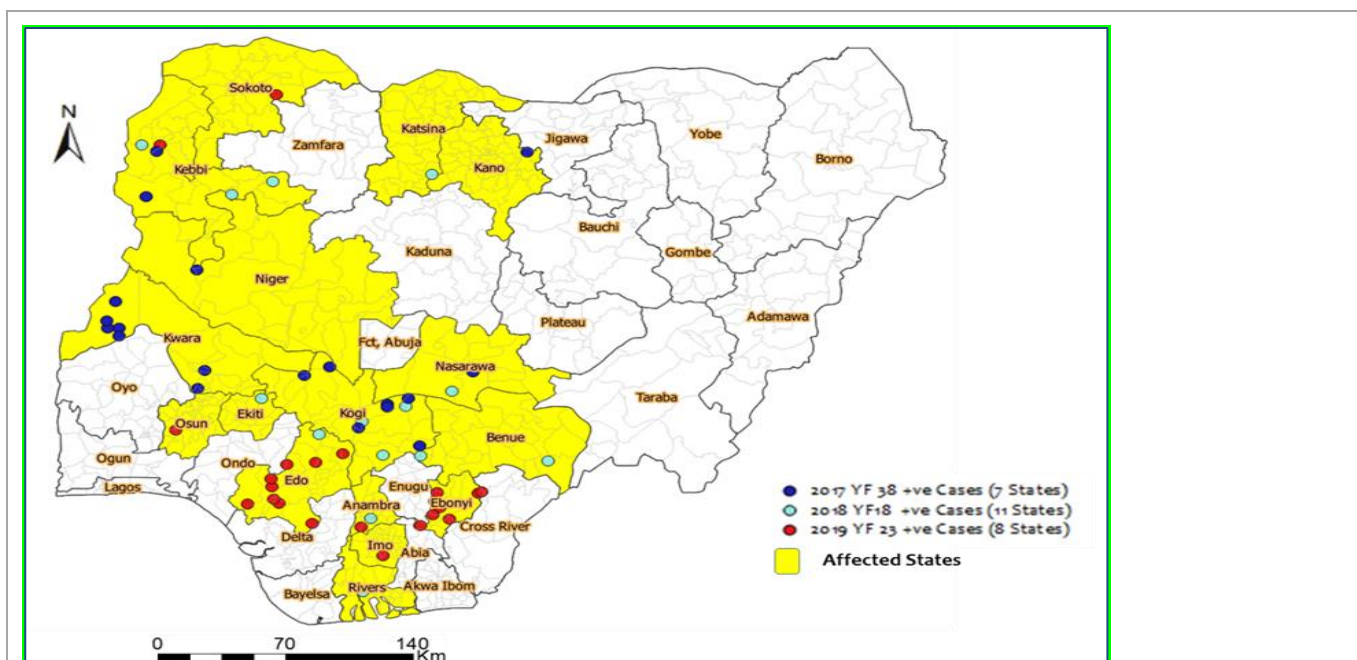 N
Sokoto
Katsina
Zamfara
Jigawa
Yobe
Borno
Kebbi
Kano
Bauchi
Gombe
Kaduna
Niger
Adamawa
Plateau
Kwara
Fct, Abuja
Nasarawa
Oyo
Taraba
Ekiti
Kogi
Osun
Benue
Ogun
Ondo
Edo
Enugu
Lagos
Anambra
Ebonyi
Cross River
Delta
Imo
Abia
Bayelsa
Rivers
Akwa Ibom
2017 YF 38 +ve Cases (7 States)
2018 YF18 +ve Cases (11 States)
2019 YF 23 +ve Cases (8 States)
Affected States
0 70 140
Km